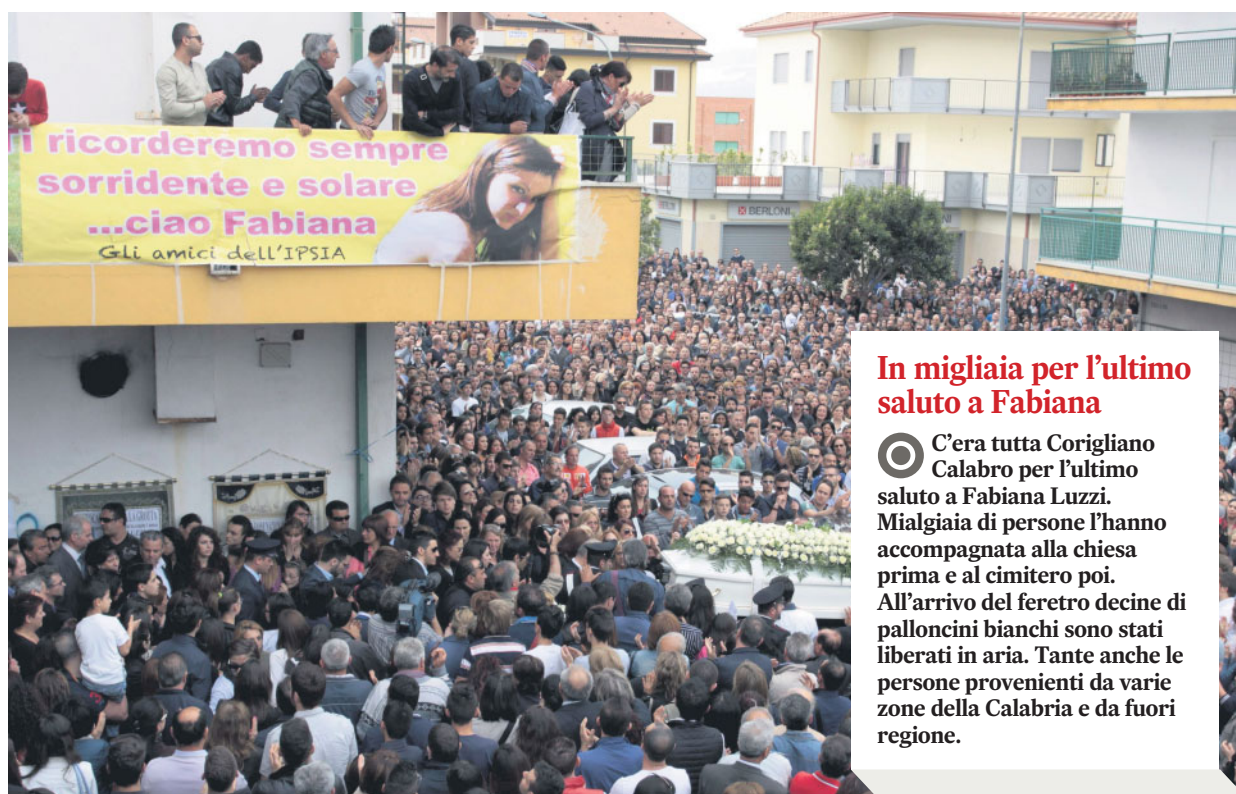 Ti ricorderemo sempre
sorridente e solare
...ciao Fabiana
Gli amici dell'IPSIA
BERLONI
In migliaia per l'ultimo
saluto a Fabiana
C'era tutta Corigliano
Calabro per l'ultimo
saluto a Fabiana Luzzi.
Mialgiaia di persone l'hanno
accompagnata alla chiesa
prima e al cimitero poi.
All'arrivo del feretro decine di
palloncini bianchi sono stati
liberati in aria. Tante anche le
persone provenienti da varie
zone della Calabria e da fuori
regione.